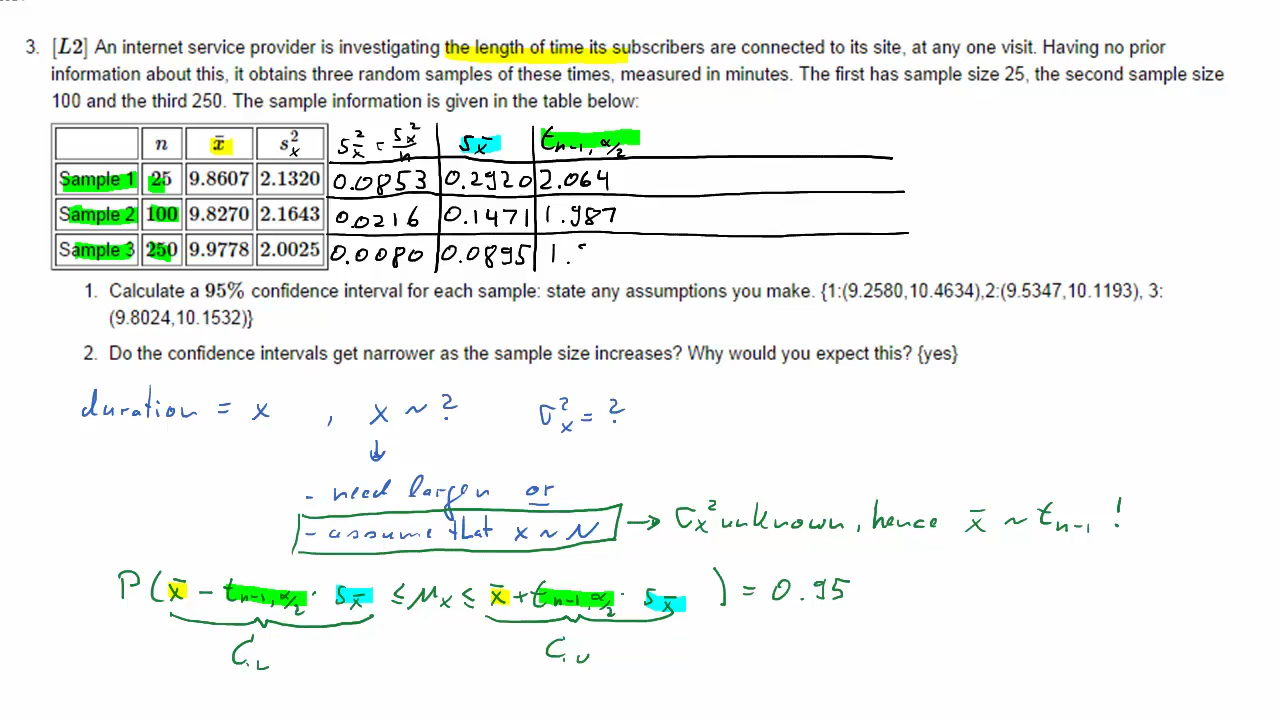 3. [L2] An internet service provider is investigating the length of time its subscribers are connected to its site, at any one visit. Having no prior
information about this, it obtains three random samples of these times, measured in minutes. The first has sample size 25, the second sample size
100 and the third 250. The sample information is given in the table below:
n x̄ s²ₓ s²x̄ = s²ₓ/n sx̄ tn-1, α/2
Sample 1 25 9.8607 2.1320 0.0853 0.2920 2.064
Sample 2 100 9.8270 2.1643 0.0216 0.1471 1.987
Sample 3 250 9.9778 2.0025 0.0080 0.0895 1.
1. Calculate a 95% confidence interval for each sample: state any assumptions you make. {1:(9.2580,10.4634),2:(9.5347,10.1193), 3:
(9.8024,10.1532)}
2. Do the confidence intervals get narrower as the sample size increases? Why would you expect this? {yes}
duration = x , x ~ ? σ²ₓ = ?
↓
- need large n or
- assume that x ~ N → σₓ² unknown, hence x̄ ~ tn-1 !
P( x̄ - tn-1, α/2 · sx̄ ≤ μₓ ≤ x̄ + tn-1, α/2 · sx̄ ) = 0.95
C.L C.U